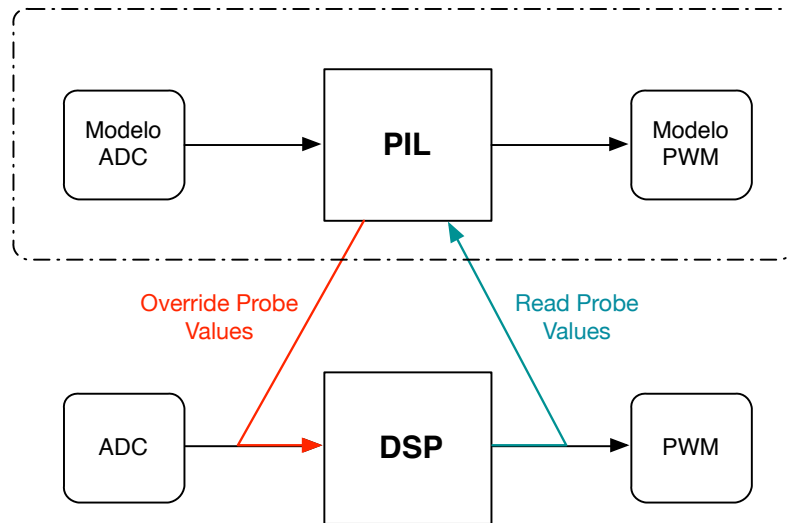 Modelo
ADC
PIL
Modelo
PWM
Override Probe
Values
Read Probe
Values
ADC
DSP
PWM